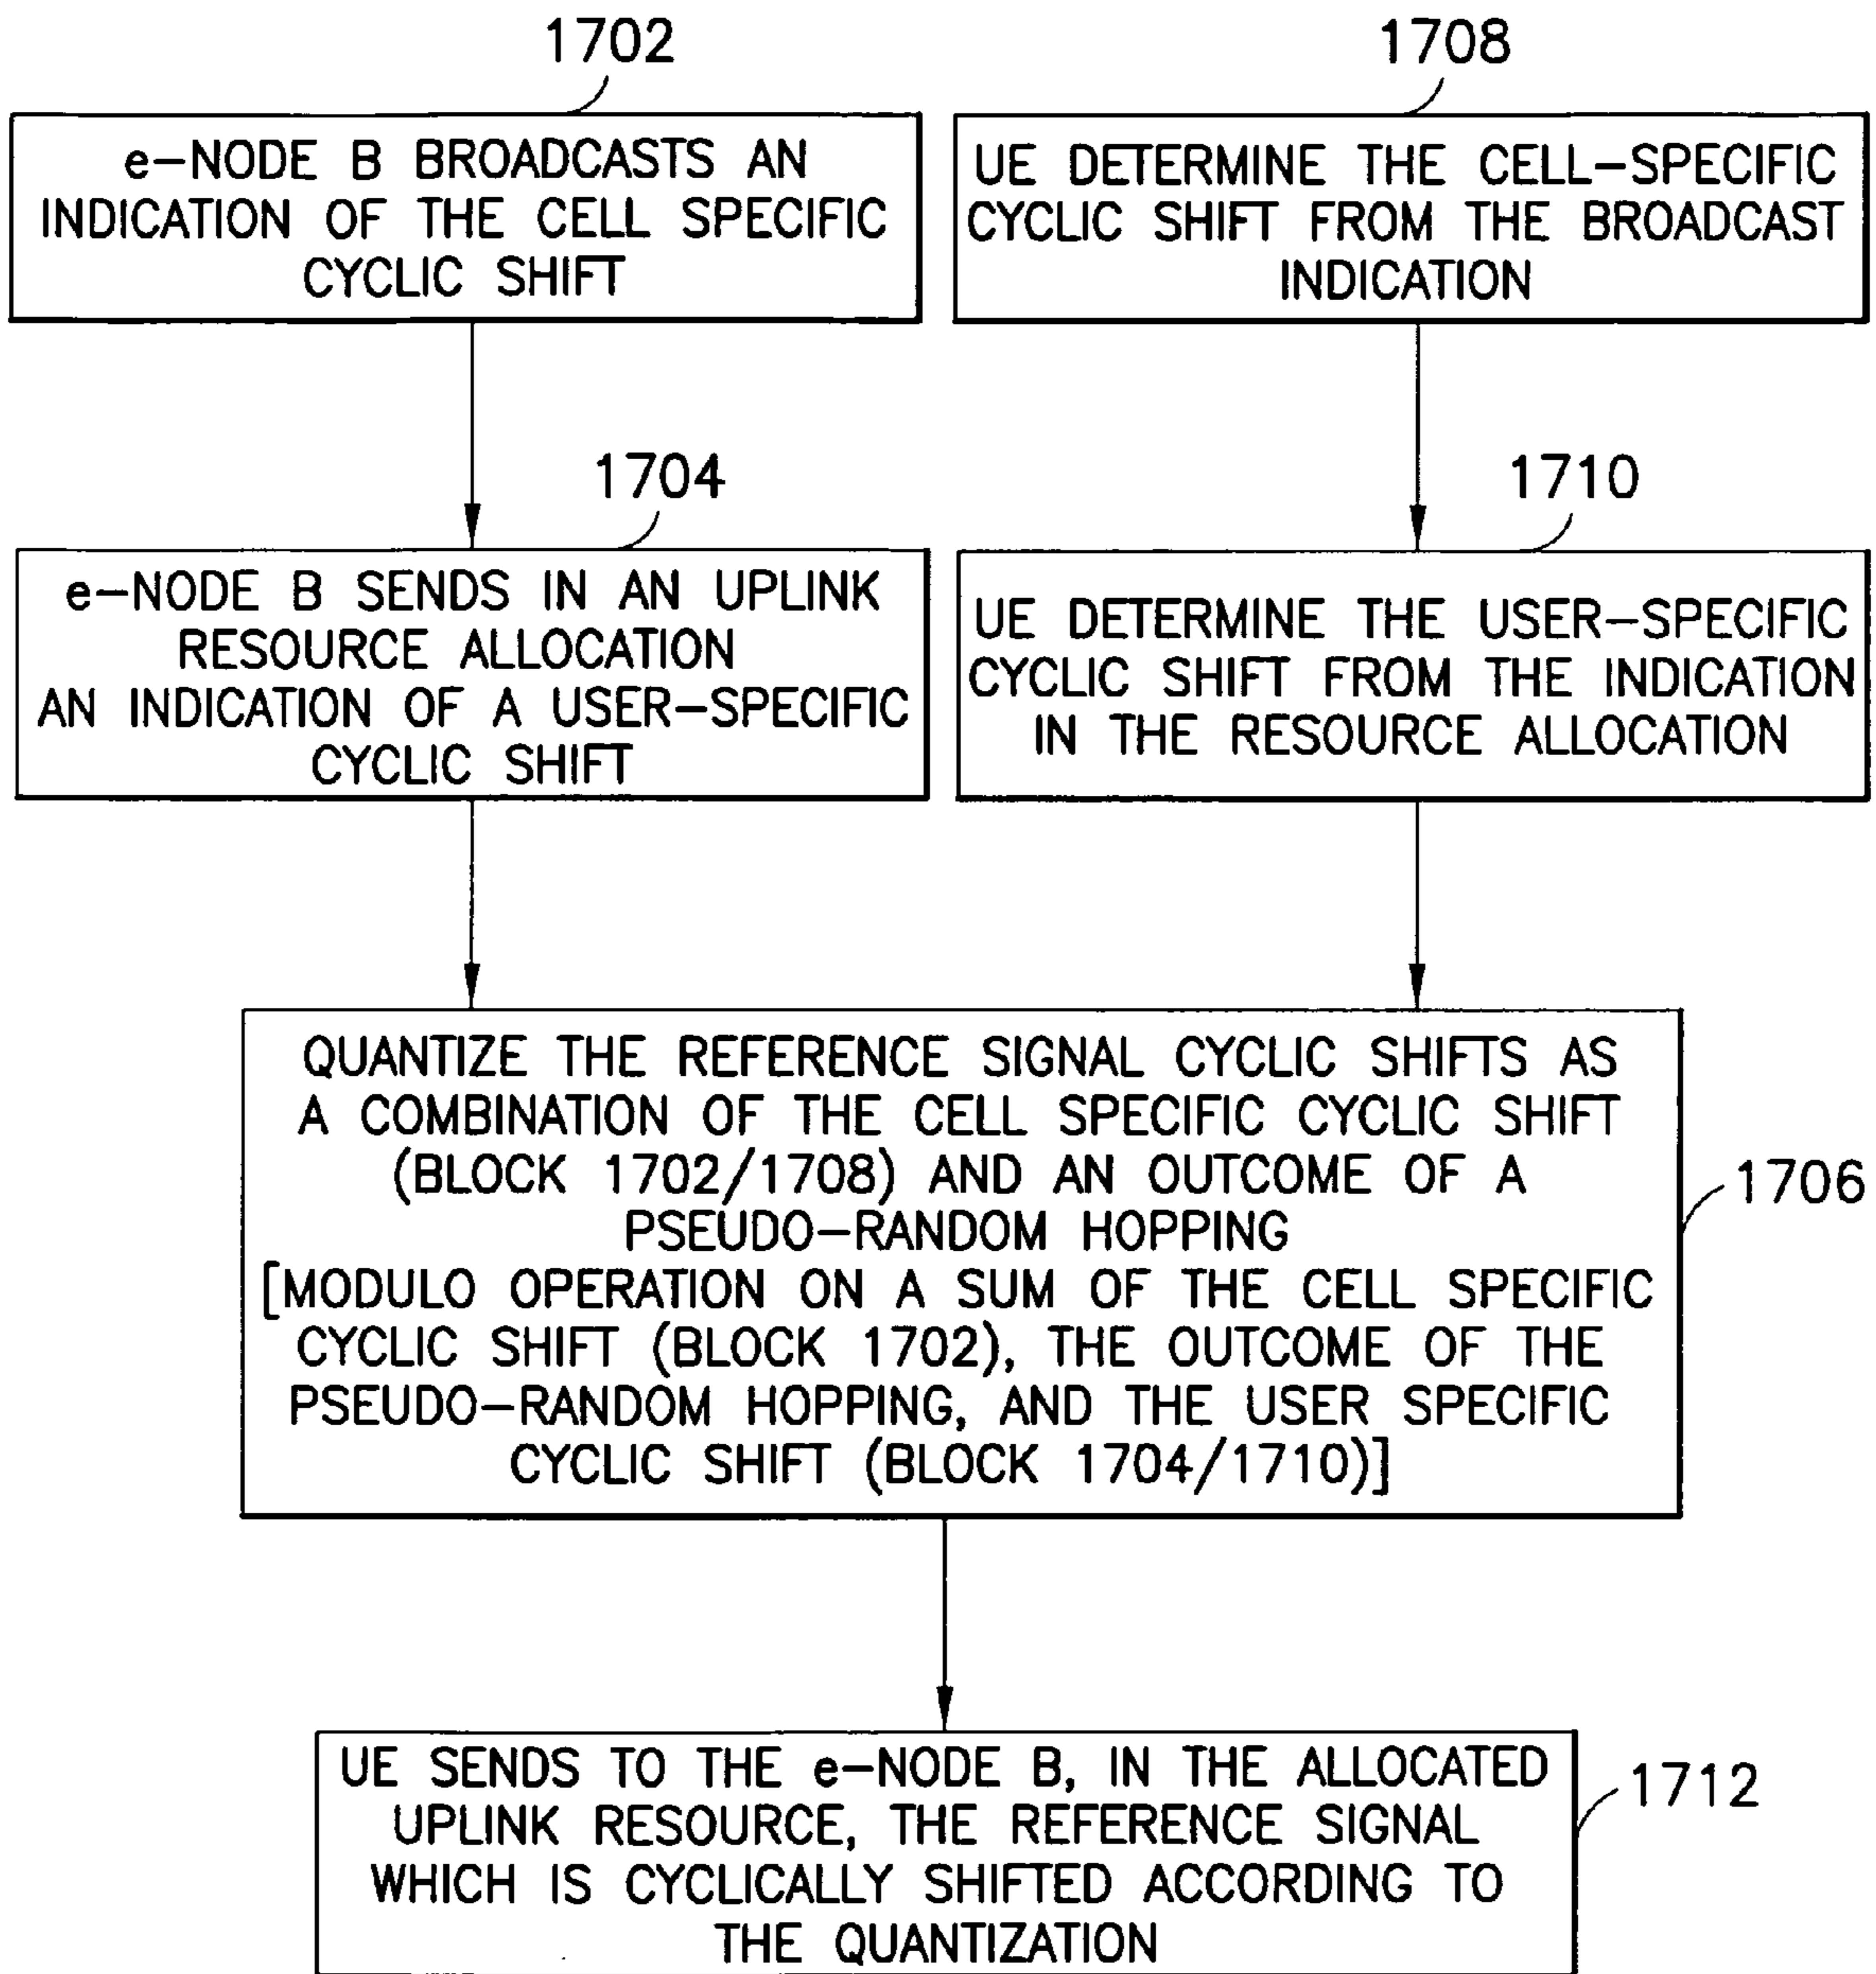 1702
e-NODE B BROADCASTS AN
INDICATION OF THE CELL SPECIFIC
CYCLIC SHIFT
1708
UE DETERMINE THE CELL-SPECIFIC
CYCLIC SHIFT FROM THE BROADCAST
INDICATION
1704
e-NODE B SENDS IN AN UPLINK
RESOURCE ALLOCATION
AN INDICATION OF A USER-SPECIFIC
CYCLIC SHIFT
1710
UE DETERMINE THE USER-SPECIFIC
CYCLIC SHIFT FROM THE INDICATION
IN THE RESOURCE ALLOCATION
QUANTIZE THE REFERENCE SIGNAL CYCLIC SHIFTS AS
A COMBINATION OF THE CELL SPECIFIC CYCLIC SHIFT
(BLOCK 1702/1708) AND AN OUTCOME OF A
PSEUDO-RANDOM HOPPING
[MODULO OPERATION ON A SUM OF THE CELL SPECIFIC
CYCLIC SHIFT (BLOCK 1702), THE OUTCOME OF THE
PSEUDO-RANDOM HOPPING, AND THE USER SPECIFIC
CYCLIC SHIFT (BLOCK 1704/1710)]
1706
UE SENDS TO THE e-NODE B, IN THE ALLOCATED
UPLINK RESOURCE, THE REFERENCE SIGNAL
WHICH IS CYCLICALLY SHIFTED ACCORDING TO
THE QUANTIZATION
1712